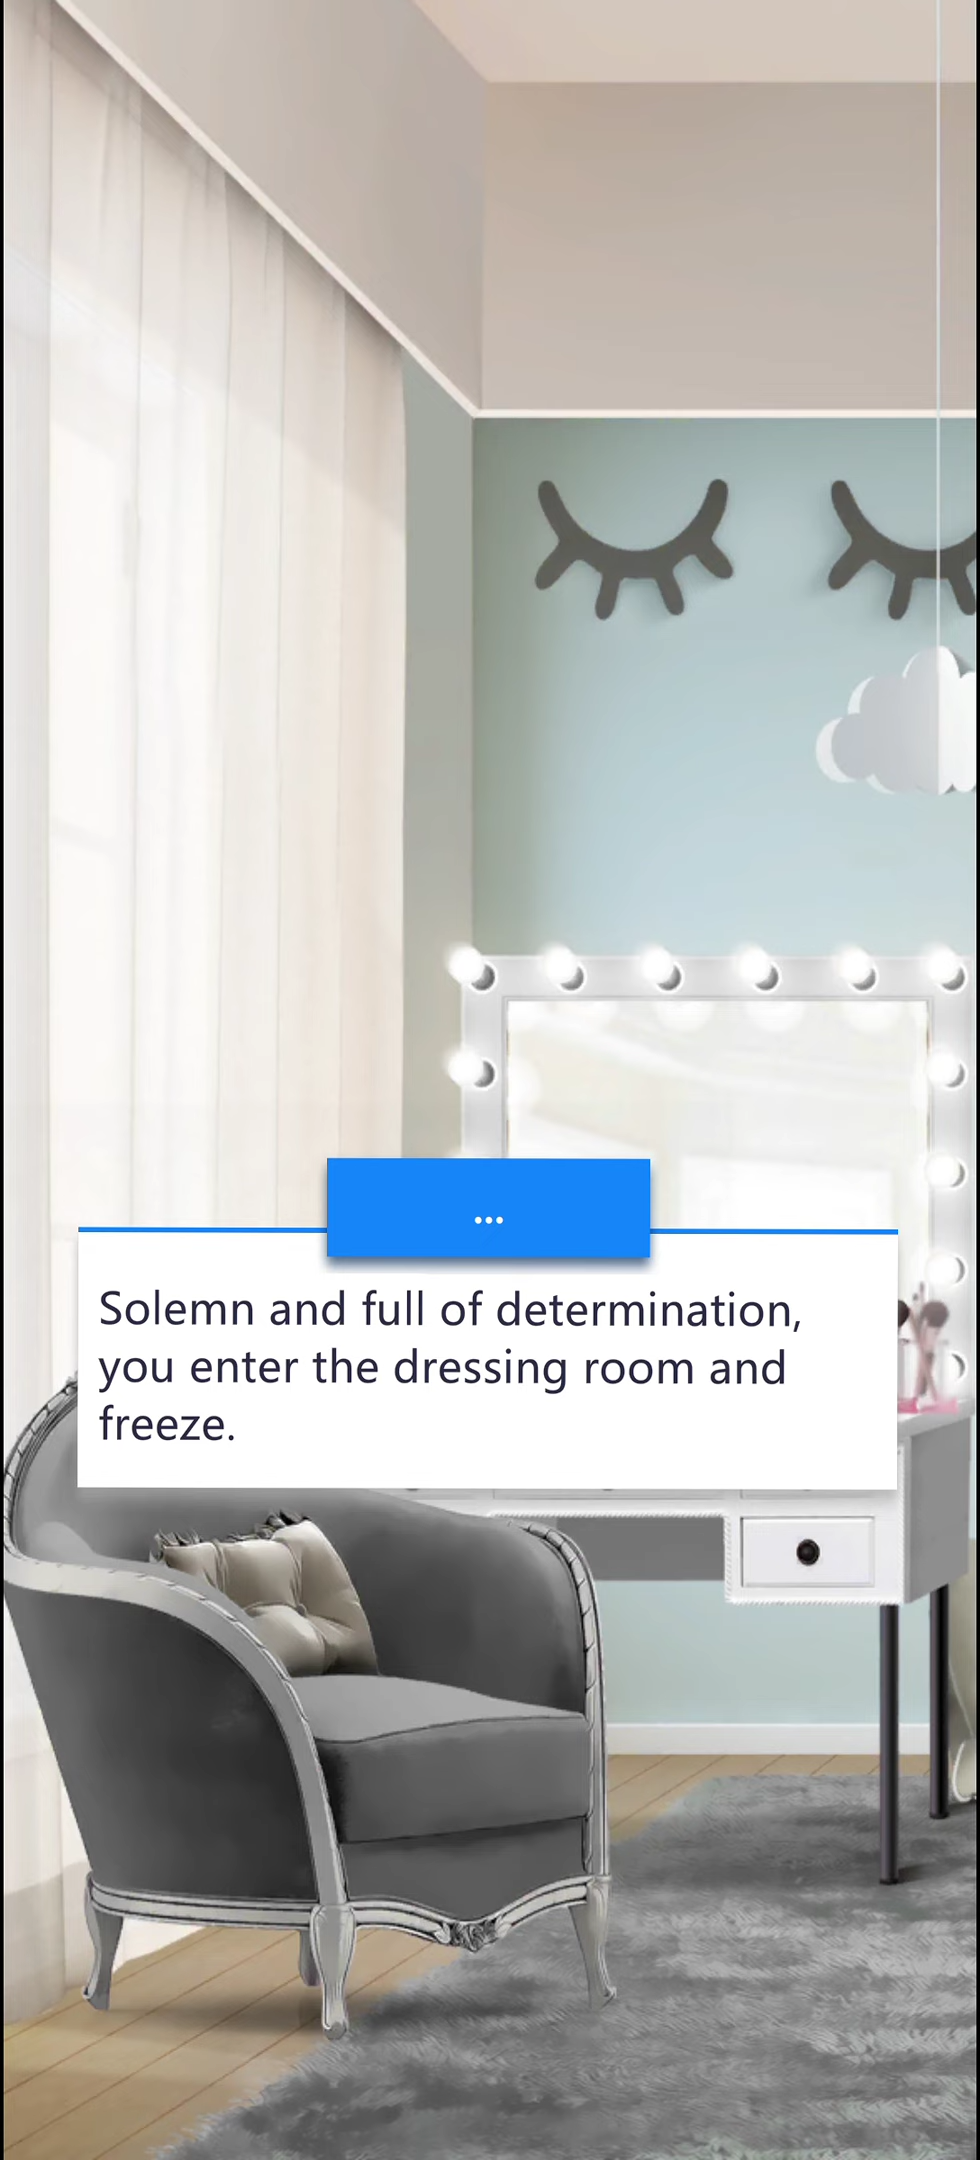 ...
Solemn and full of determination,
you enter the dressing room and
freeze.